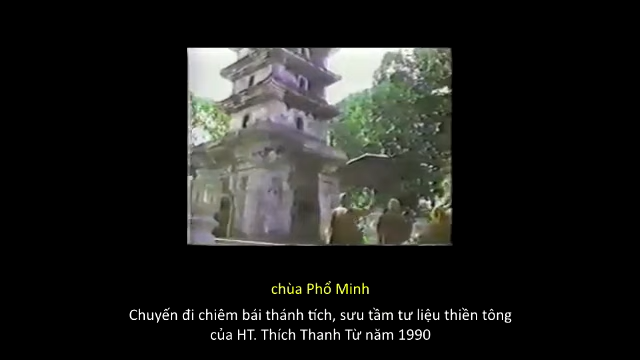 chùa Phổ Minh
Chuyến đi chiêm bái thánh tích, sưu tầm tư liệu thiền tông
của HT. Thích Thanh Từ năm 1990